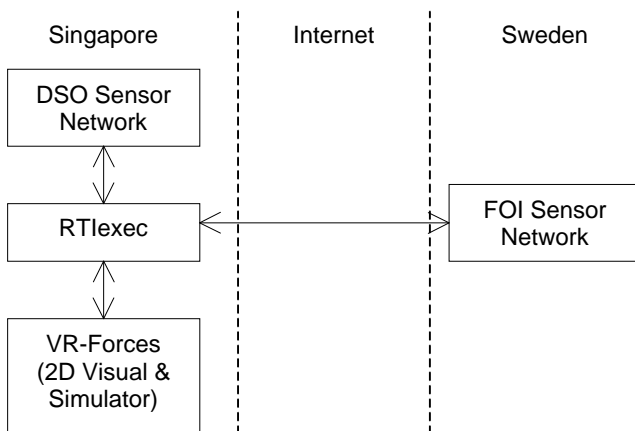 Singapore
Internet
Sweden
DSO Sensor
Network
RTIexec
FOI Sensor
Network
VR-Forces
(2D Visual &
Simulator)